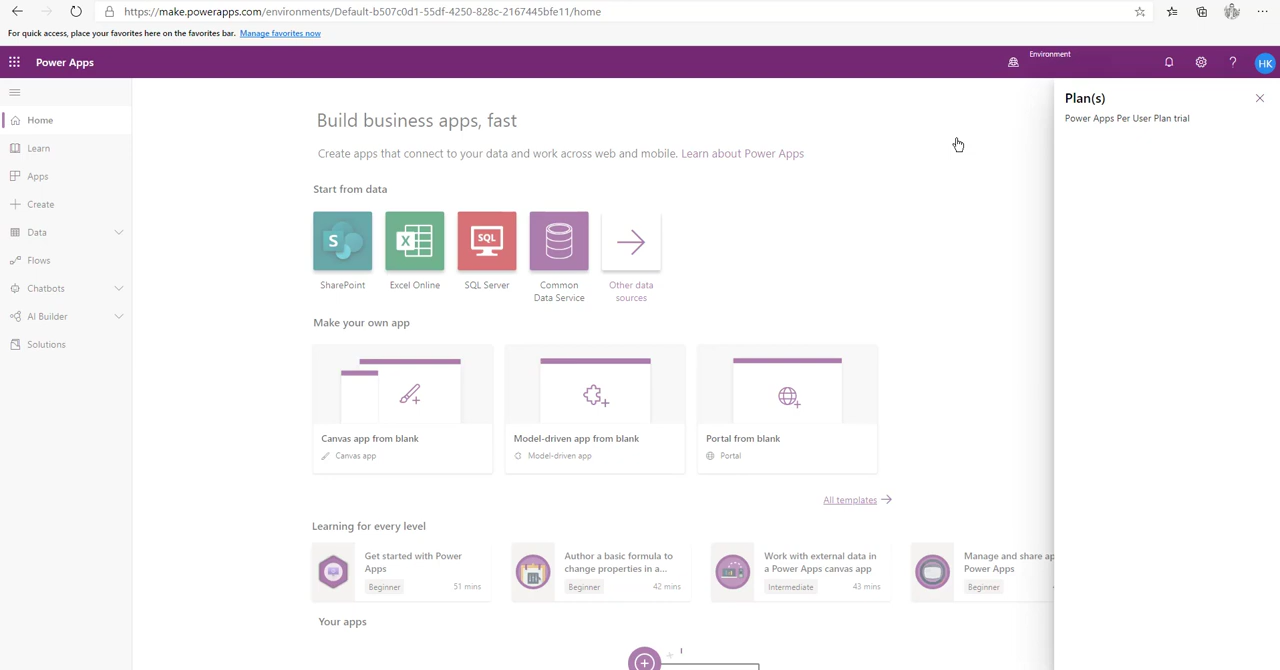 https://make.powerapps.com/environments/Default-b507c0d1-55df-4250-828c-2167445bfe11/home
For quick access, place your favorites here on the favorites bar. Manage favorites now
Power Apps
Environment
?
HK
Home
Learn
Apps
Create
Data
Flows
Chatbots
AI Builder
Solutions
Build business apps, fast
Create apps that connect to your data and work across web and mobile. Learn about Power Apps
Start from data
S
X
SQL
SharePoint
Excel Online
SQL Server
Common
Data Service
Other data
sources
Make your own app
Canvas app from blank
Canvas app
Model-driven app from blank
Model-driven app
Portal from blank
Portal
All templates
Learning for every level
Get started with Power
Apps
Beginner
51 mins
Author a basic formula to
change properties in a...
Beginner
42 mins
Work with external data in
a Power Apps canvas app
Intermediate
43 mins
Manage and share ap
Power Apps
Beginner
Your apps
Plan(s)
Power Apps Per User Plan trial